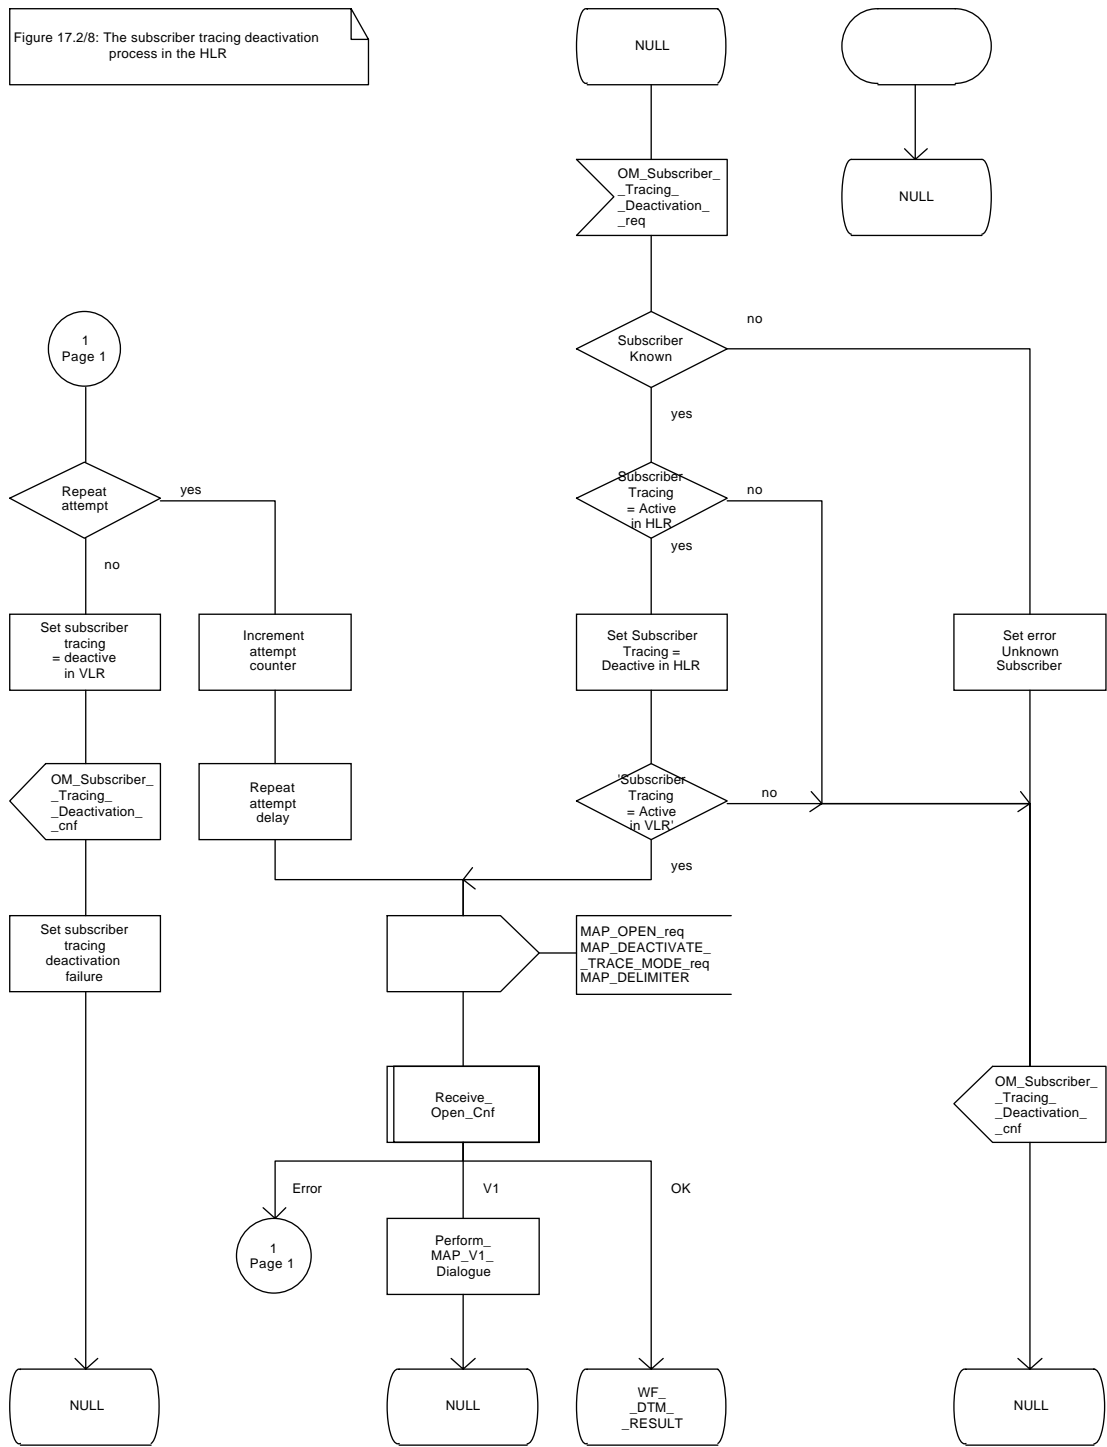 Figure 17.2/8: The subscriber tracing deactivation
process in the HLR
NULL
OM_Subscriber_
_Tracing_
_Deactivation_
_req
NULL
1
Page 1
Subscriber
Known
no
yes
Repeat
attempt
yes
no
Subscriber
Tracing
= Active
in HLR
no
yes
Set subscriber
tracing
= deactive
in VLR
Increment
attempt
counter
Set Subscriber
Tracing =
Deactive in HLR
Set error
Unknown
Subscriber
OM_Subscriber_
_Tracing_
_Deactivation_
_cnf
Repeat
attempt
delay
'Subscriber
Tracing
= Active
in VLR'
no
yes
Set subscriber
tracing
deactivation
failure
MAP_OPEN_req
MAP_DEACTIVATE_
_TRACE_MODE_req
MAP_DELIMITER
Receive_
Open_Cnf
OM_Subscriber_
_Tracing_
_Deactivation_
_cnf
Error
V1
OK
1
Page 1
Perform_
MAP_V1_
Dialogue
NULL
NULL
WF_
_DTM_
_RESULT
NULL